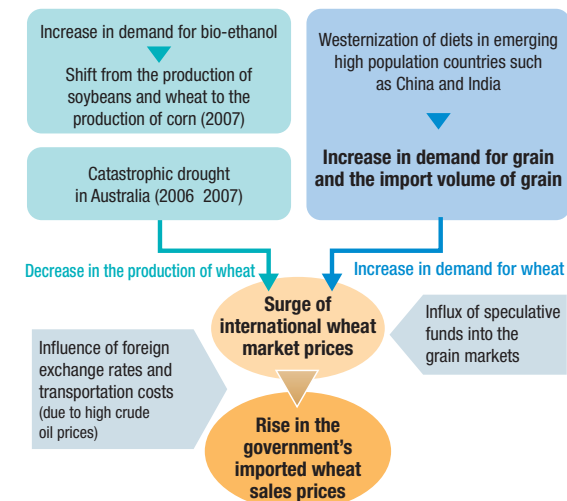 Increase in demand for bio-ethanol
Shift from the production of
soybeans and wheat to the
production of corn (2007)
Catastrophic drought
in Australia (2006 2007)
Westernization of diets in emerging
high population countries such
as China and India
Increase in demand for grain
and the import volume of grain
Decrease in the production of wheat
Increase in demand for wheat
Surge of
international wheat
market prices
Influx of speculative
funds into the
grain markets
Influence of foreign
exchange rates and
transportation costs
(due to high crude
oil prices)
Rise in the
government's
imported wheat
sales prices